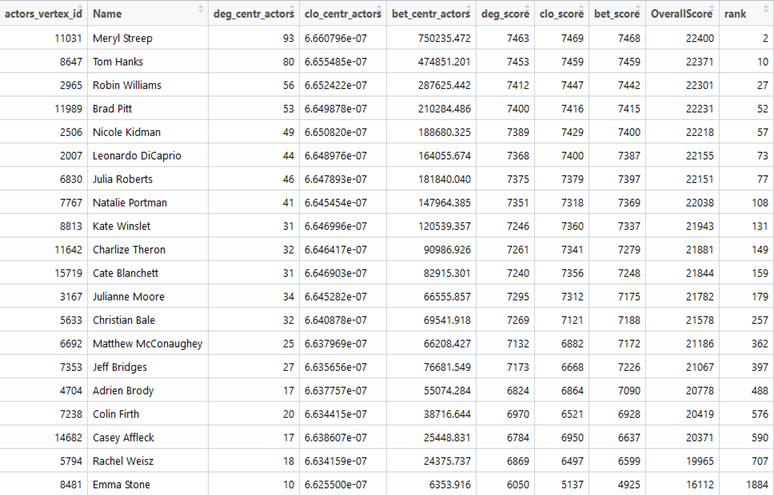 actors_vertex_id Name deg_centr_actors clo_centr_actors bet_centr_actors deg_score clo_score bet_score OverallScore rank
11031 Meryl Streep 93 6.660796e-07 750235.472 7463 7469 7468 22400 2
8647 Tom Hanks 80 6.655485e-07 474851.201 7453 7459 7459 22371 10
2965 Robin Williams 56 6.652422e-07 287625.442 7412 7447 7442 22301 27
11989 Brad Pitt 53 6.649878e-07 210284.486 7400 7416 7415 22231 52
2506 Nicole Kidman 49 6.650820e-07 188680.325 7389 7429 7400 22218 57
2007 Leonardo DiCaprio 44 6.648976e-07 164055.674 7368 7400 7387 22155 73
6830 Julia Roberts 46 6.647893e-07 181840.040 7375 7379 7397 22151 77
7767 Natalie Portman 41 6.645454e-07 147964.385 7351 7318 7369 22038 108
8813 Kate Winslet 31 6.646996e-07 120539.357 7246 7360 7337 21943 131
11642 Charlize Theron 32 6.646417e-07 90986.926 7261 7341 7279 21881 149
15719 Cate Blanchett 31 6.646903e-07 82915.301 7240 7356 7248 21844 159
3167 Julianne Moore 34 6.645282e-07 66555.857 7295 7312 7175 21782 179
5633 Christian Bale 32 6.640878e-07 69541.918 7269 7121 7188 21578 257
6692 Matthew McConaughey 25 6.637969e-07 66208.427 7132 6882 7172 21186 362
7353 Jeff Bridges 27 6.635656e-07 76681.549 7173 6668 7226 21067 397
4704 Adrien Brody 17 6.637757e-07 55074.284 6824 6864 7090 20778 488
7238 Colin Firth 20 6.634415e-07 38716.644 6970 6521 6928 20419 576
14682 Casey Affleck 17 6.638607e-07 25448.831 6784 6950 6637 20371 590
5794 Rachel Weisz 18 6.634159e-07 24375.737 6869 6497 6599 19965 707
8481 Emma Stone 10 6.625500e-07 6353.916 6050 5137 4925 16112 1884